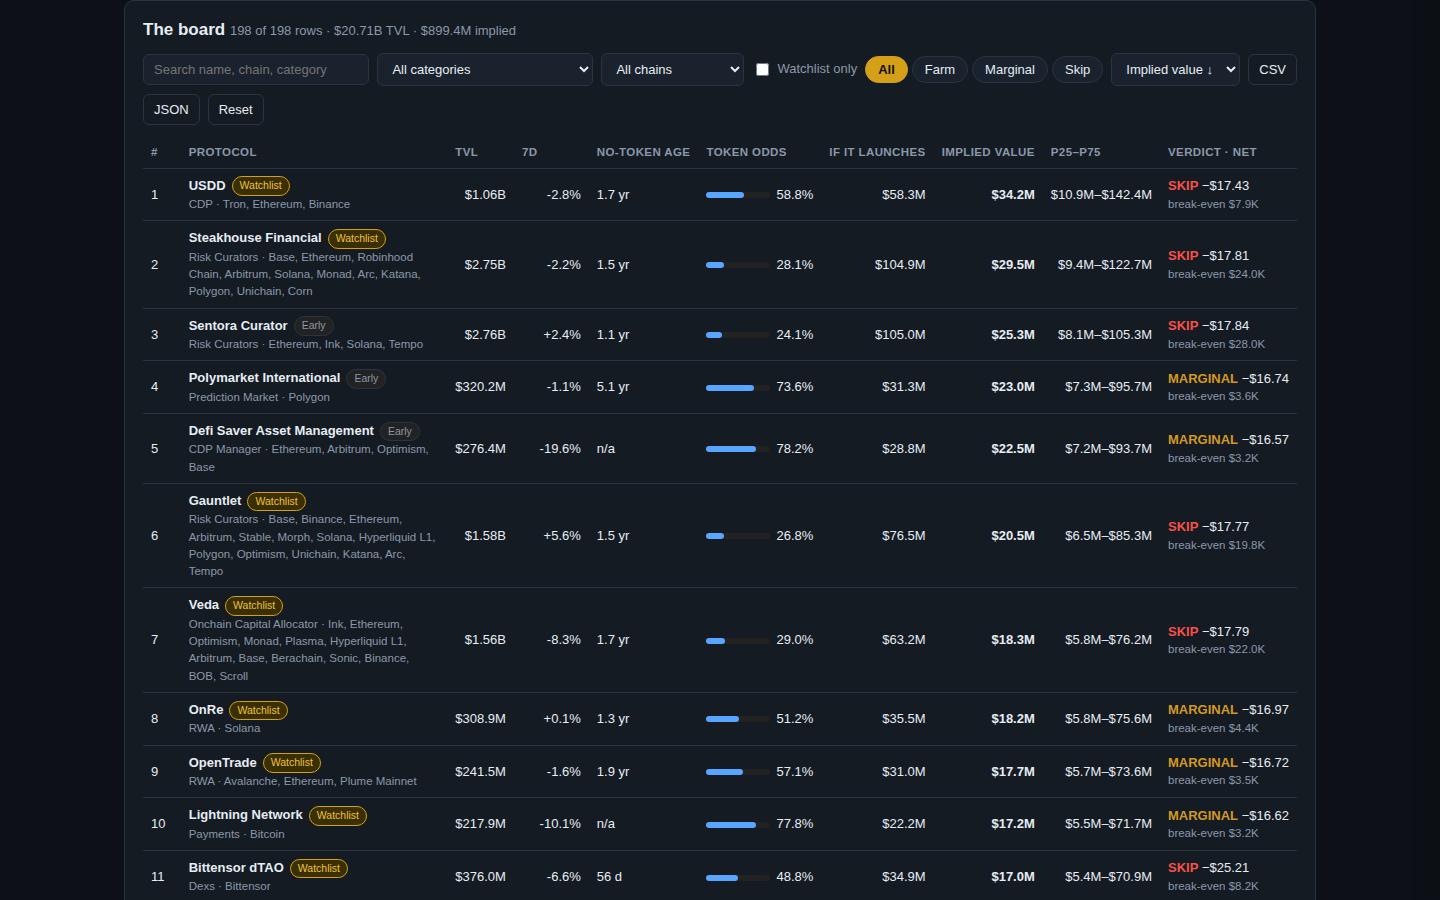 The board 198 of 198 rows · $20.71B TVL · $899.4M implied
Search name, chain, category
All categories
All chains
Watchlist only
All
Farm
Marginal
Skip
Implied value ↓
CSV
JSON
Reset
# PROTOCOL TVL 7D NO-TOKEN AGE TOKEN ODDS IF IT LAUNCHES IMPLIED VALUE P25–P75 VERDICT · NET
1 USDD Watchlist $1.06B -2.8% 1.7 yr 58.8% $58.3M $34.2M $10.9M–$142.4M SKIP −$17.43
CDP · Tron, Ethereum, Binance break-even $7.9K
2 Steakhouse Financial Watchlist $2.75B -2.2% 1.5 yr 28.1% $104.9M $29.5M $9.4M–$122.7M SKIP −$17.81
Risk Curators · Base, Ethereum, Robinhood break-even $24.0K
Chain, Arbitrum, Solana, Monad, Arc, Katana,
Polygon, Unichain, Corn
3 Sentora Curator Early $2.76B +2.4% 1.1 yr 24.1% $105.0M $25.3M $8.1M–$105.3M SKIP −$17.84
Risk Curators · Ethereum, Ink, Solana, Tempo break-even $28.0K
4 Polymarket International Early $320.2M -1.1% 5.1 yr 73.6% $31.3M $23.0M $7.3M–$95.7M MARGINAL −$16.74
Prediction Market · Polygon break-even $3.6K
5 Defi Saver Asset Management Early $276.4M -19.6% n/a 78.2% $28.8M $22.5M $7.2M–$93.7M MARGINAL −$16.57
CDP Manager · Ethereum, Arbitrum, Optimism, break-even $3.2K
Base
6 Gauntlet Watchlist $1.58B +5.6% 1.5 yr 26.8% $76.5M $20.5M $6.5M–$85.3M SKIP −$17.77
Risk Curators · Base, Binance, Ethereum, break-even $19.8K
Arbitrum, Stable, Morph, Solana, Hyperliquid L1,
Polygon, Optimism, Unichain, Katana, Arc,
Tempo
7 Veda Watchlist $1.56B -8.3% 1.7 yr 29.0% $63.2M $18.3M $5.8M–$76.2M SKIP −$17.79
Onchain Capital Allocator · Ink, Ethereum, break-even $22.0K
Optimism, Monad, Plasma, Hyperliquid L1,
Arbitrum, Base, Berachain, Sonic, Binance,
BOB, Scroll
8 OnRe Watchlist $308.9M +0.1% 1.3 yr 51.2% $35.5M $18.2M $5.8M–$75.6M MARGINAL −$16.97
RWA · Solana break-even $4.4K
9 OpenTrade Watchlist $241.5M -1.6% 1.9 yr 57.1% $31.0M $17.7M $5.7M–$73.6M MARGINAL −$16.72
RWA · Avalanche, Ethereum, Plume Mainnet break-even $3.5K
10 Lightning Network Watchlist $217.9M -10.1% n/a 77.8% $22.2M $17.2M $5.5M–$71.7M MARGINAL −$16.62
Payments · Bitcoin break-even $3.2K
11 Bittensor dTAO Watchlist $376.0M -6.6% 56 d 48.8% $34.9M $17.0M $5.4M–$70.9M SKIP −$25.21
Dexs · Bittensor break-even $8.2K